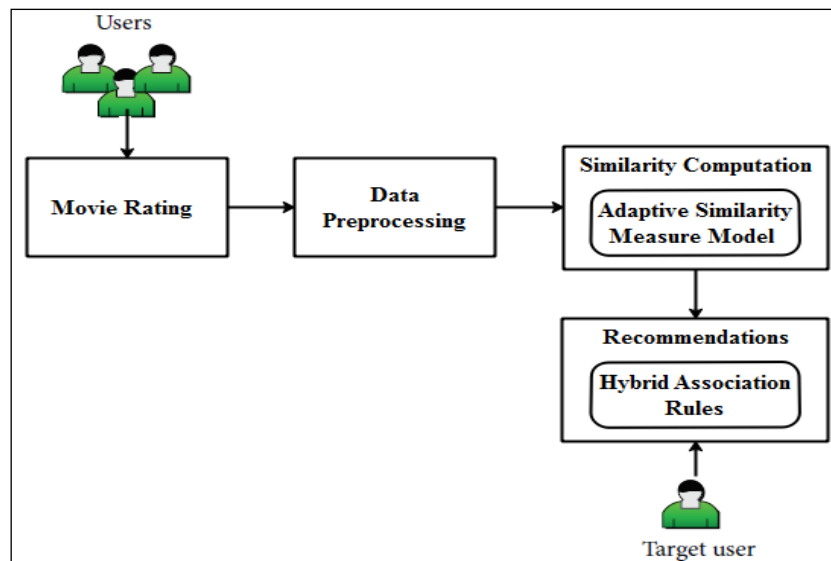 Users
Movie Rating
Data
Preprocessing
Similarity Computation
Adaptive Similarity
Measure Model
Recommendations
Hybrid Association
Rules
Target user